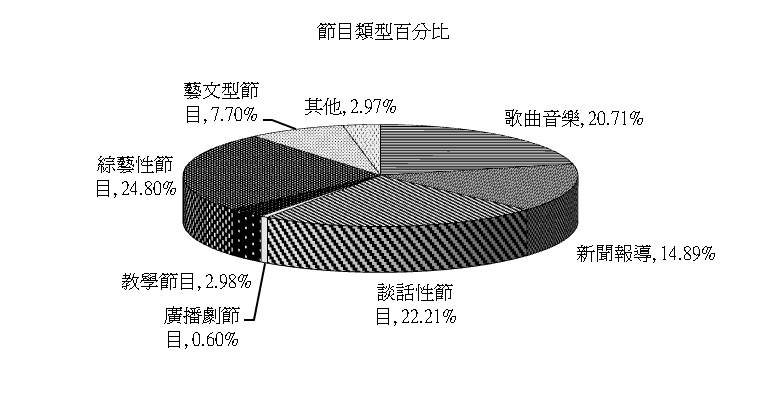 節目類型百分比
藝文型節
目, 7.70%
其他, 2.97%
歌曲音樂, 20.71%
綜藝性節
目, 24.80%
新聞報導, 14.89%
教學節目, 2.98%
談話性節
目, 22.21%
廣播劇節
目, 0.60%